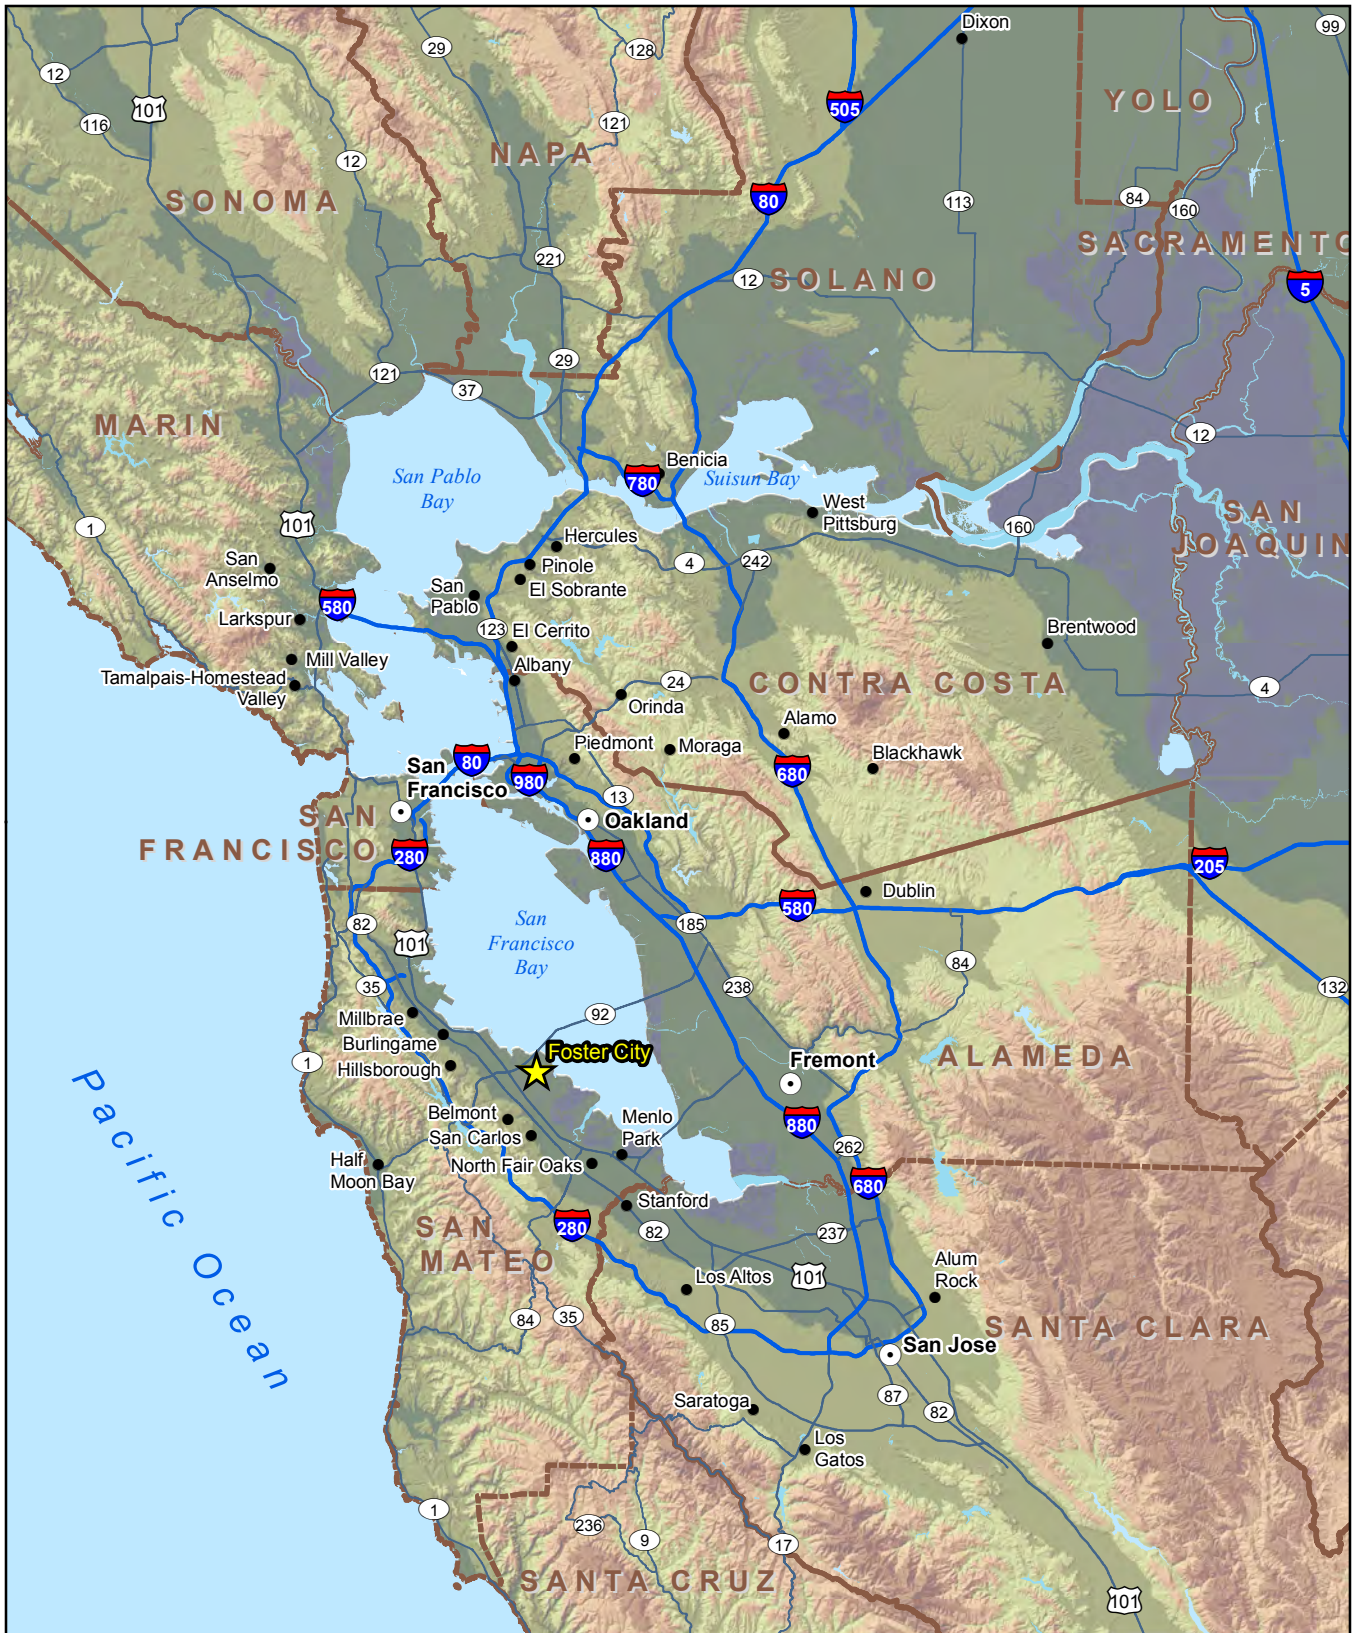 Dixon
99
29
128
12
101
505
YOLO
116
121
NAPA
12
80
84
113
160
SONOMA
SACRAMENTO
221
12
SOLANO
5
29
121
37
MARIN
12
Benicia
San Pablo
Bay
780
Suisun Bay
West
Pittsburg
SAN
JOAQUIN
1
101
160
Hercules
4
242
San
Anselmo
Pinole
El Sobrante
San
Pablo
580
Larkspur
123
El Cerrito
Brentwood
Mill Valley
Albany
Tamalpais-Homestead
Valley
24
CONTRA COSTA
4
Orinda
Alamo
Piedmont
Moraga
Blackhawk
San
Francisco
80
980
680
13
SAN
FRANCISCO
Oakland
280
880
205
Dublin
580
82
San
Francisco
Bay
185
101
84
35
238
132
Millbrae
92
Burlingame
Foster City
1
Hillsborough
Fremont
ALAMEDA
Pacific Ocean
Belmont
Menlo
Park
880
San Carlos
262
Half
Moon Bay
North Fair Oaks
680
Stanford
SAN
MATEO
280
82
237
Los Altos
101
Alum
Rock
84
35
85
SANTA CLARA
San Jose
87
82
Saratoga
Los
Gatos
1
236
9
17
SANTA CRUZ
101